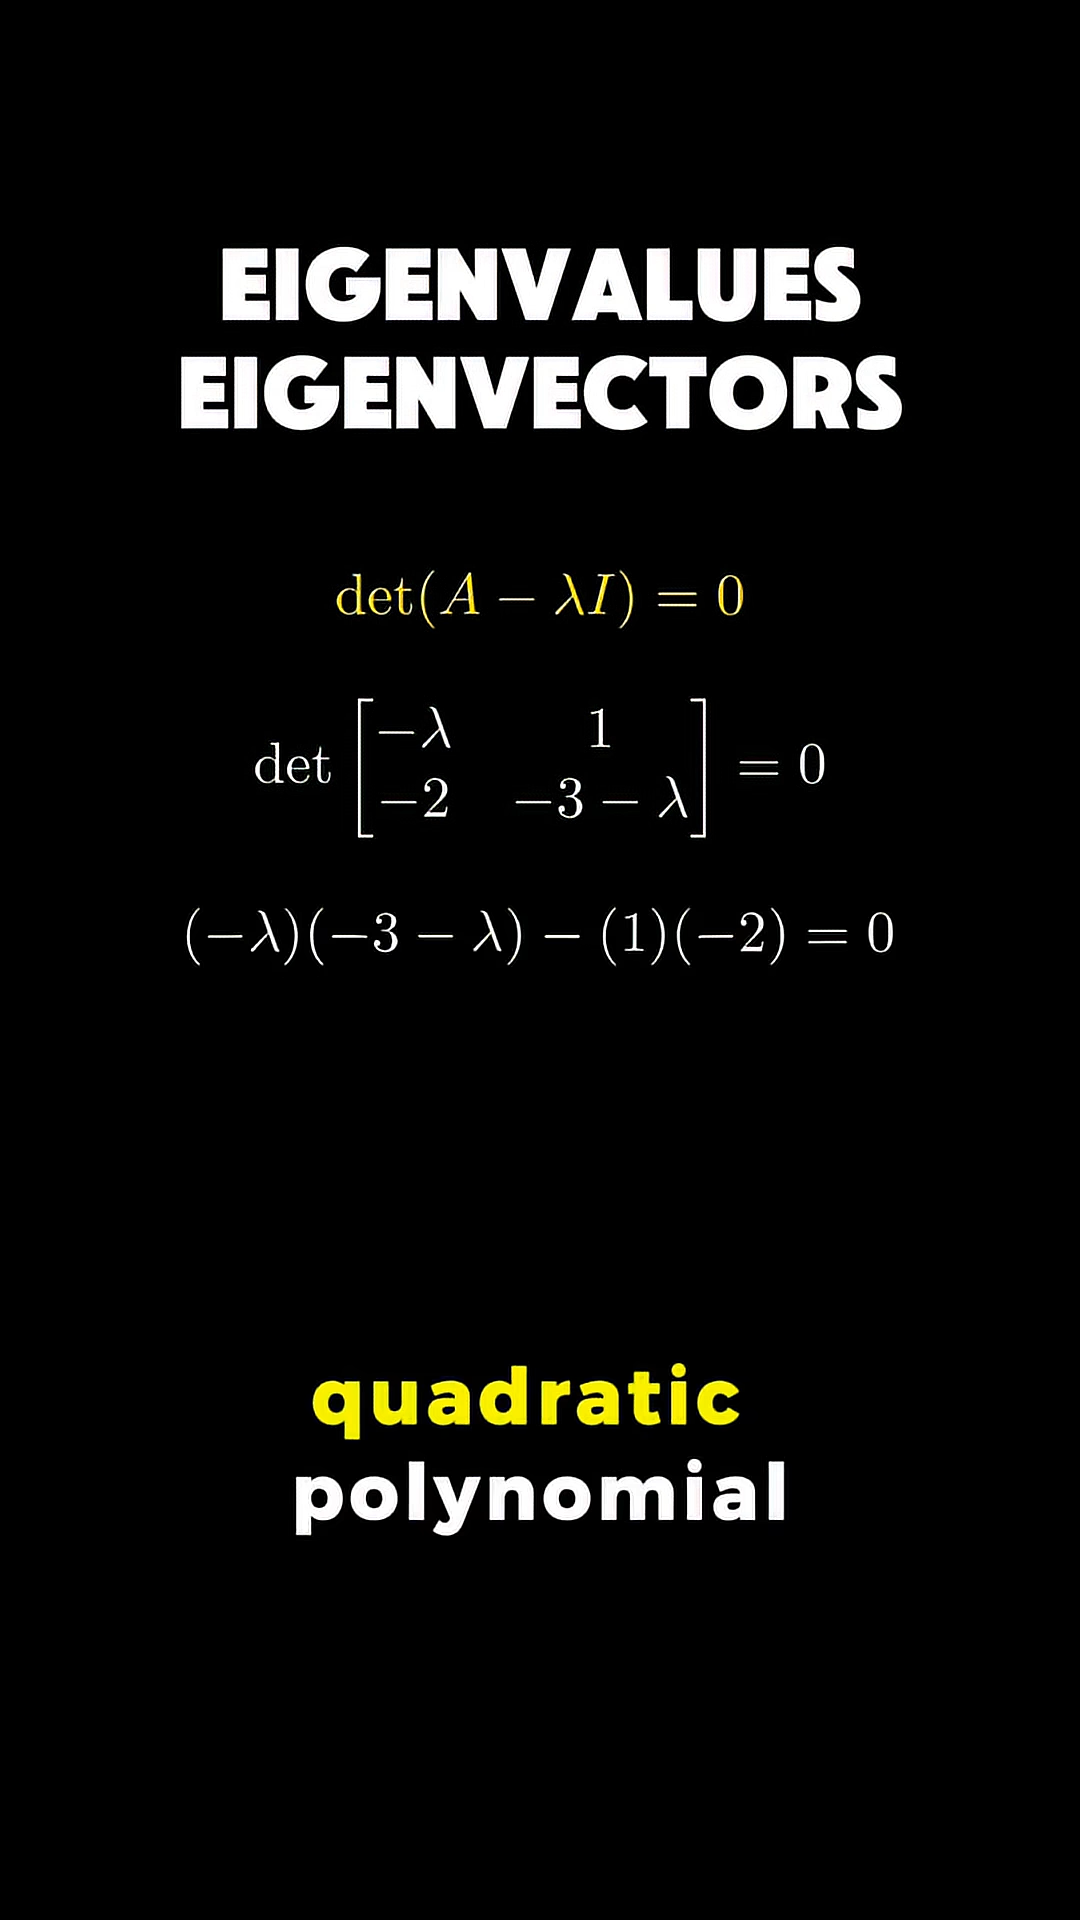 EIGENVALUES
EIGENVECTORS
det(A − λI) = 0
det [−λ 1
−2 −3 − λ] = 0
(−λ)(−3 − λ) − (1)(−2) = 0
quadratic
polynomial